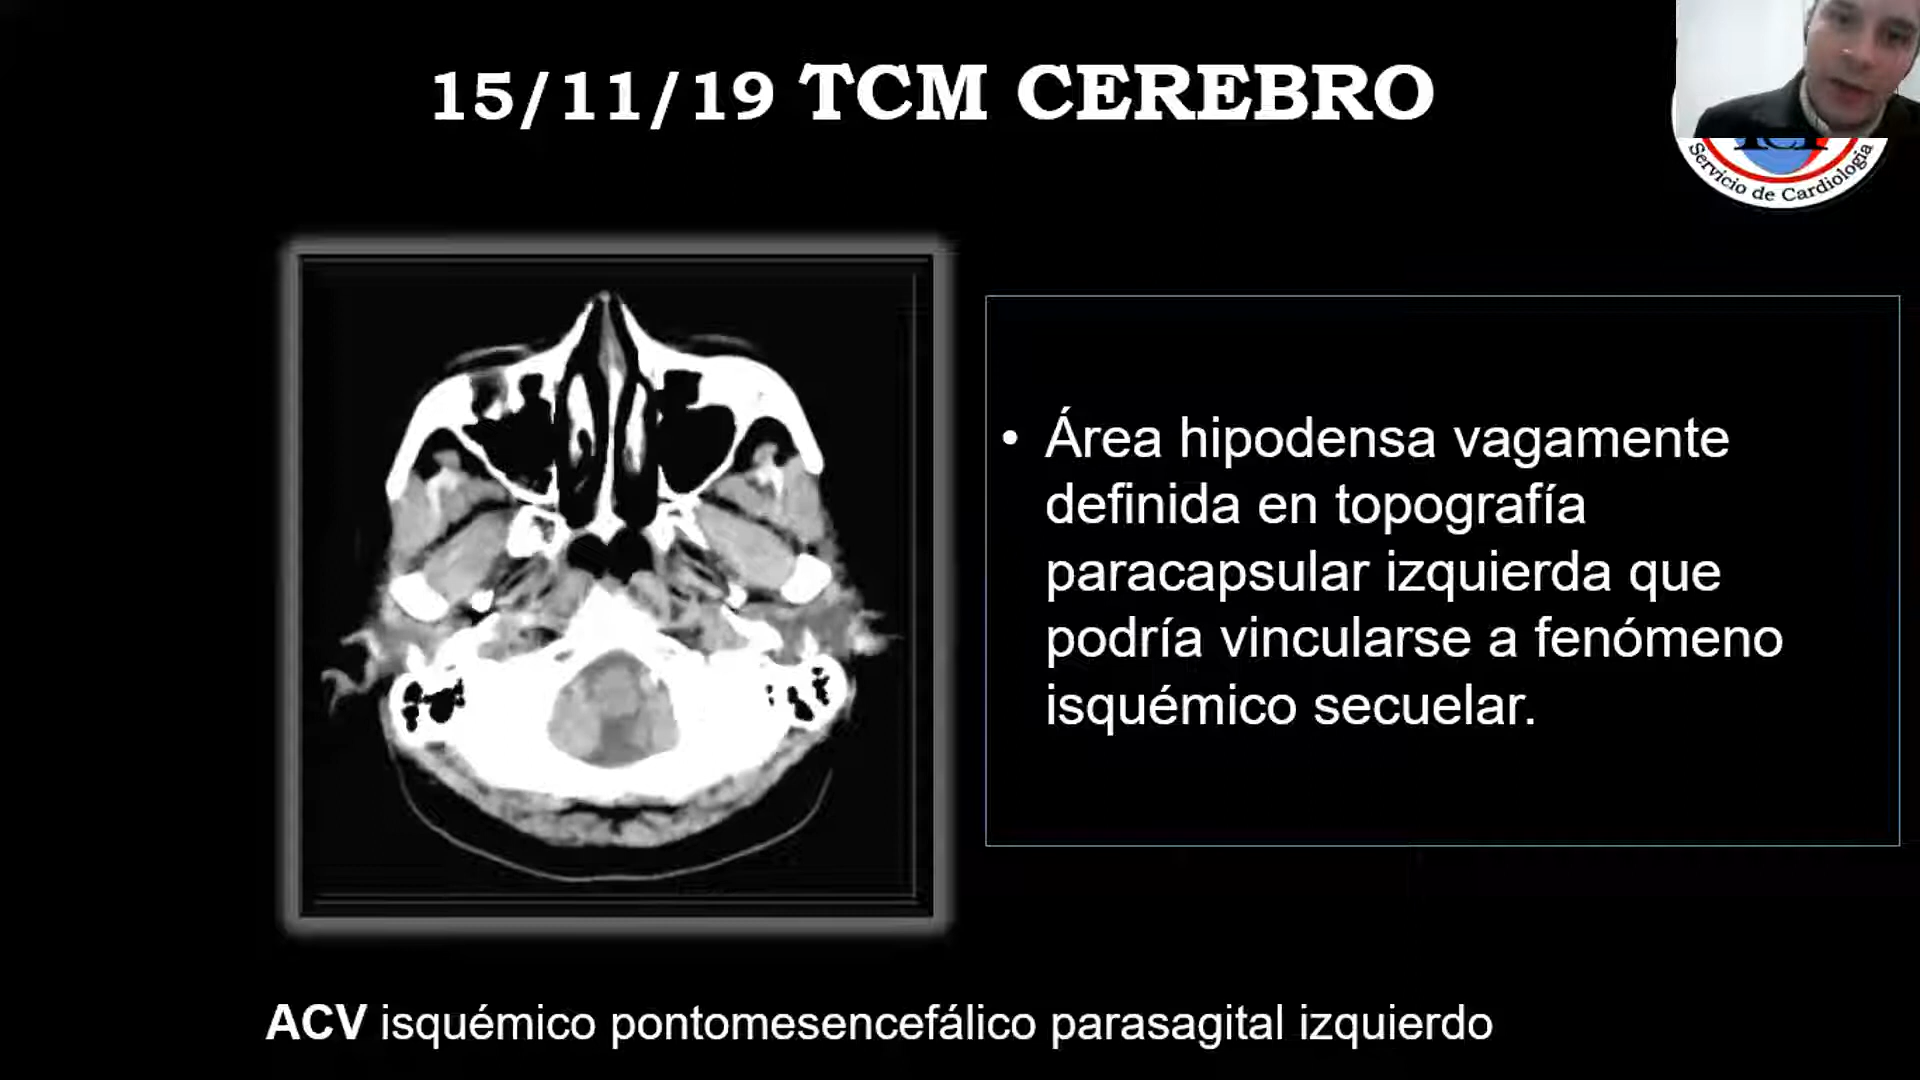 15/11/19 TCM CEREBRO
Servicio de Cardiología
• Área hipodensa vagamente
definida en topografía
paracapsular izquierda que
podría vincularse a fenómeno
isquémico secuelar.
ACV isquémico pontomesencefálico parasagital izquierdo